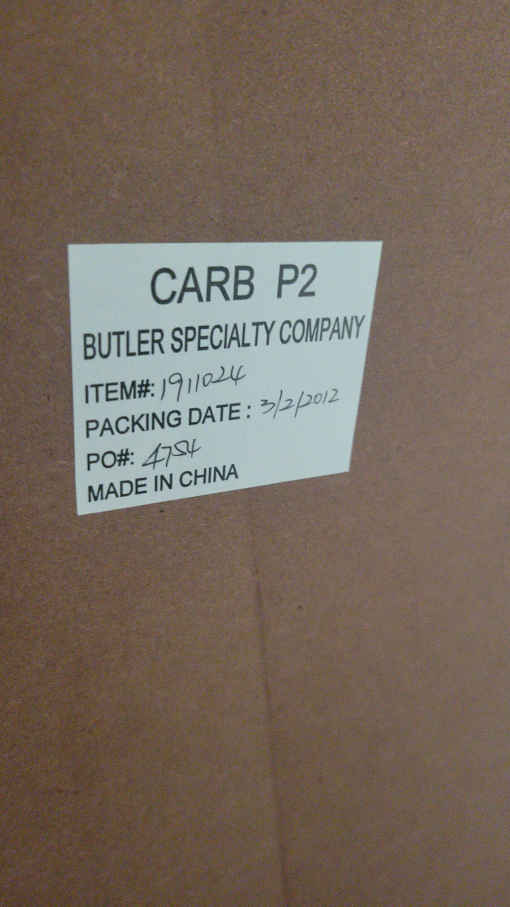 CARB P2
BUTLER SPECIALTY COMPANY
ITEM#: 1911024
PACKING DATE : 3/2/2012
PO#: 4754
MADE IN CHINA